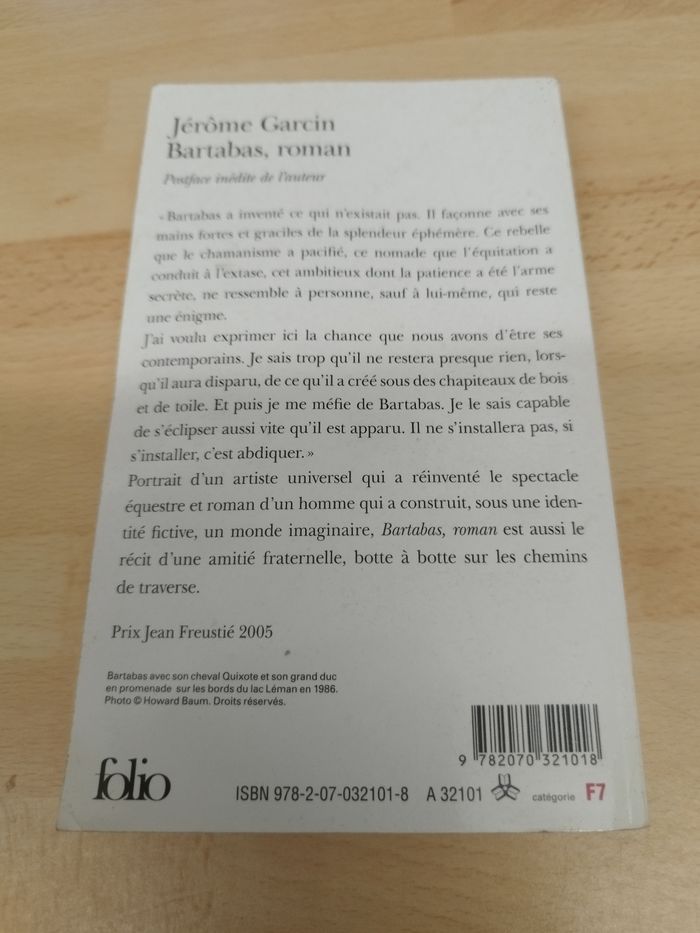 Jérôme Garcin
Bartabas, roman
Postface inédite de l'auteur
« Bartabas a inventé ce qui n'existait pas. Il façonne avec ses
mains fortes et graciles de la splendeur éphémère. Ce rebelle
que le chamanisme a pacifié, ce nomade que l'équitation a
conduit à l'extase, cet ambitieux dont la patience a été l'arme
secrète, ne ressemble à personne, sauf à lui-même, qui reste
une énigme.
J'ai voulu exprimer ici la chance que nous avons d'être ses
contemporains. Je sais trop qu'il ne restera presque rien, lors-
qu'il aura disparu, de ce qu'il a créé sous des chapiteaux de bois
et de toile. Et puis je me méfie de Bartabas. Je le sais capable
de s'éclipser aussi vite qu'il est apparu. Il ne s'installera pas, si
s'installer, c'est abdiquer. »
Portrait d'un artiste universel qui a réinventé le spectacle
équestre et roman d'un homme qui a construit, sous une iden-
tité fictive, un monde imaginaire, Bartabas, roman est aussi le
récit d'une amitié fraternelle, botte à botte sur les chemins
de traverse.
Prix Jean Freustié 2005
Bartabas avec son cheval Quixote et son grand duc
en promenade sur les bords du lac Léman en 1986.
Photo © Howard Baum. Droits réservés.
9 782070 321018
folio ISBN 978-2-07-032101-8 A 32101 catégorie F7